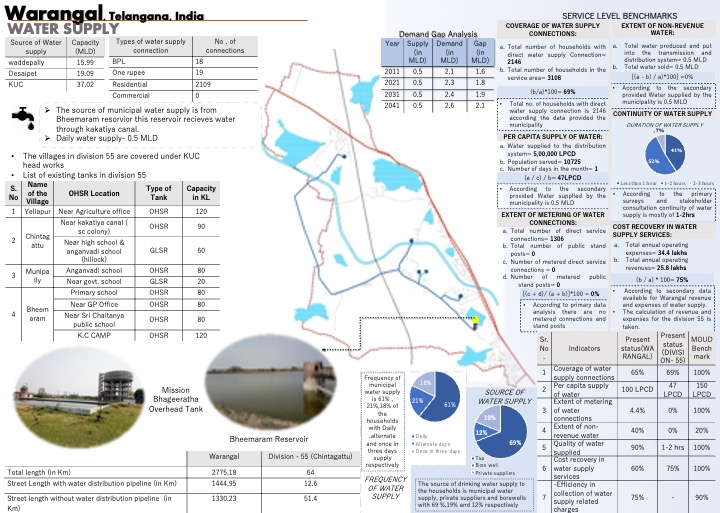 Warangal, Telangana, India
WATER SUPPLY
Source of Water supply | Capacity (MLD)
waddepally | 15.99
Desaipet | 19.09
KUC | 37.02
Types of water supply connection | No . of connections
BPL | 18
One rupee | 19
Residential | 2109
Commercial | 0
➢ The source of municipal water supply is from Bheemaram resorvior this reservoir recieves water through kakatiya canal.
➢ Daily water supply- 0.5 MLD
• The villages in division 55 are covered under KUC head works
• List of existing tanks in division 55
S. No | Name of the Village | OHSR Location | Type of Tank | Capacity in KL
1 | Yellapur | Near Agriculture office | OHSR | 120
2 | Chintag attu | Near kakatiya canal ( sc colony) | OHSR | 90
Near high school & anganvadi school (hillock) | GLSR | 60
3 | Munipa lly | Anganvadi school | OHSR | 80
Near govt. school | GLSR | 20
4 | Bheem aram | Primary school | OHSR | 80
Near GP Office | OHSR | 80
Near Sri Chaitanya public school | OHSR | 80
K.C CAMP | OHSR | 120
Mission Bhageeratha Overhead Tank
Bheemaram Reservoir
Warangal | Division - 55 (Chintagattu)
Total length (in Km) | 2775.18 | 64
Street Length with water distribution pipeline (in Km) | 1444.95 | 12.6
Street length without water distribution pipeline (in Km) | 1330.23 | 51.4
Demand Gap Analysis
Year | Supply (in MLD) | Demand (in MLD) | Gap (in MLD)
2011 | 0.5 | 2.1 | 1.6
2021 | 0.5 | 2.3 | 1.8
2031 | 0.5 | 2.4 | 1.9
2041 | 0.5 | 2.6 | 2.1
Frequency of municipal water supply is 61% , 21%,18% of the households with Daily ,alternate and once in three days supply respectively
FREQUENCY OF WATER SUPPLY
18%
21%
61%
Daily
Alternate days
Once in three days
SOURCE OF WATER SUPPLY
19%
12%
69%
Tap
Bore well
Private suppliers
The source of drinking water supply to the households is municipal water supply, private suppliers and borewells with 69 %,19% and 12% respectively
SERVICE LEVEL BENCHMARKS
COVERAGE OF WATER SUPPLY CONNECTIONS:
a. Total number of households with direct water supply Connection= 2146
b. Total number of households in the service area= 3108
(b/a)*100= 69%
• Total no. of households with direct water supply connection is 2146 according the data provided the municipality
PER CAPITA SUPPLY OF WATER:
a. Water supplied to the distribution system= 5,00,000 LPCD
b. Population served= 10725
c. Number of days in the month= 1
(a / c) / b= 47LPCD
• According to the secondary provided Water supplied by the municipality is 0.5 MLD
EXTENT OF METERING OF WATER CONNECTIONS:
a. Total number of direct service connections= 1306
b. Total number of public stand posts= 0
c. Number of metered direct service connections = 0
d. Number of metered public stand posts= 0
[(c + d)/ (a + b)]*100 = 0%
• According to primary data analysis there are no metered connections and stand posts
EXTENT OF NON-REVENUE WATER:
a. Total water produced and put into the transmission and distribution system= 0.5 MLD
b. Total water sold= 0.5 MLD
[(a - b) / a)*100] =0%
• According to the secondary provided Water supplied by the municipality is 0.5 MLD
CONTINUITY OF WATER SUPPLY
DURATION OF WATER SUPPLY
7%
41%
52%
Less than 1 hour
1-2 hours
2-3 hours
• According to the primary surveys and stakeholder consultation continuity of water supply is mostly of 1-2hrs
COST RECOVERY IN WATER SUPPLY SERVICES:
a. Total annual operating expenses= 34.4 lakhs
b. Total annual operating revenues= 25.8 lakhs
(b / a) * 100= 75%
• According to secondary data available for Warangal revenue and expenses of water supply.
• The calculation of revenue and expenses for the division 55 is taken.
Sr. No . | Indicators | Present status(WA RANGAL) | Present status (DIVISI ON- 55) | MOUD Bench mark
1 | Coverage of water supply connections | 65% | 69% | 100%
2 | Per capita supply of water | 100 LPCD | 47 LPCD | 150 LPCD
3 | Extent of metering of water connections | 4.4% | 0% | 100%
4 | Extent of non-revenue water | 40% | 0% | 20%
5 | Quality of water supplied | 90% | 1-2 hrs | 100%
6 | Cost recovery in water supply services | 60% | 75% | 100%
7 | -Efficiency in collection of water supply related charges | 75% | - | 90%